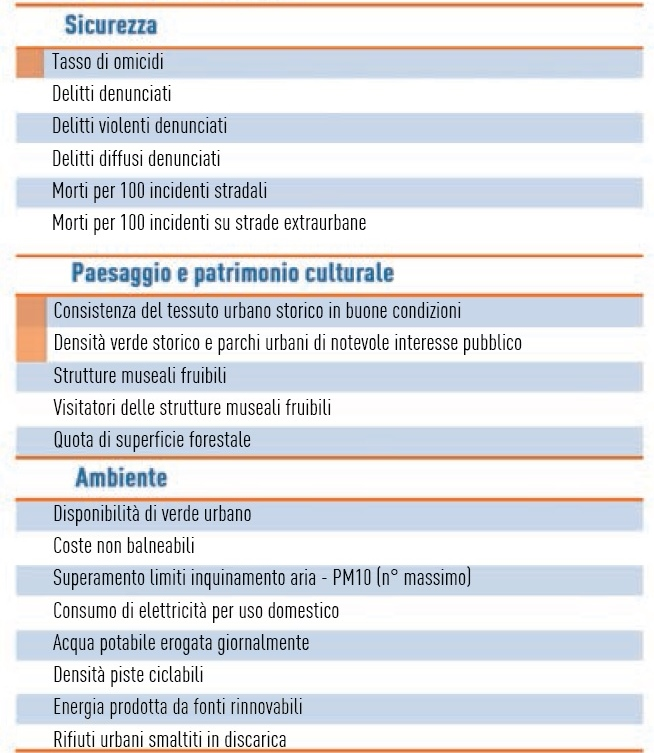 Sicurezza
Tasso di omicidi
Delitti denunciati
Delitti violenti denunciati
Delitti diffusi denunciati
Morti per 100 incidenti stradali
Morti per 100 incidenti su strade extraurbane
Paesaggio e patrimonio culturale
Consistenza del tessuto urbano storico in buone condizioni
Densità verde storico e parchi urbani di notevole interesse pubblico
Strutture museali fruibili
Visitatori delle strutture museali fruibili
Quota di superficie forestale
Ambiente
Disponibilità di verde urbano
Coste non balneabili
Superamento limiti inquinamento aria - PM10 (n° massimo)
Consumo di elettricità per uso domestico
Acqua potabile erogata giornalmente
Densità piste ciclabili
Energia prodotta da fonti rinnovabili
Rifiuti urbani smaltiti in discarica